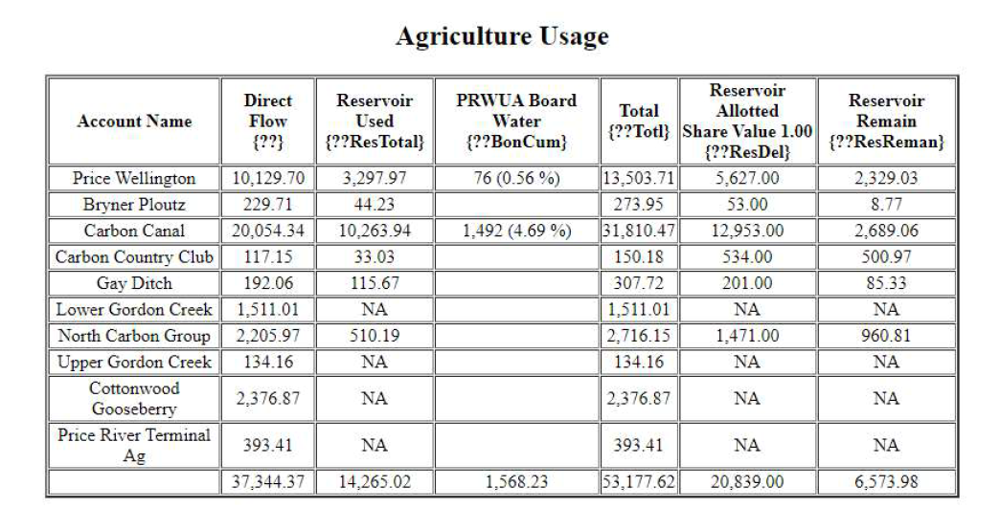 Agriculture Usage
Account Name Direct Flow {??} Reservoir Used {??ResTotal} PRWUA Board Water {??BonCum} Total {??Totl} Reservoir Allotted Share Value 1.00 {??ResDel} Reservoir Remain {??ResReman}
Price Wellington 10,129.70 3,297.97 76 (0.56 %) 13,503.71 5,627.00 2,329.03
Bryner Ploutz 229.71 44.23 273.95 53.00 8.77
Carbon Canal 20,054.34 10,263.94 1,492 (4.69 %) 31,810.47 12,953.00 2,689.06
Carbon Country Club 117.15 33.03 150.18 534.00 500.97
Gay Ditch 192.06 115.67 307.72 201.00 85.33
Lower Gordon Creek 1,511.01 NA 1,511.01 NA NA
North Carbon Group 2,205.97 510.19 2,716.15 1,471.00 960.81
Upper Gordon Creek 134.16 NA 134.16 NA NA
Cottonwood Gooseberry 2,376.87 NA 2,376.87 NA NA
Price River Terminal Ag 393.41 NA 393.41 NA NA
37,344.37 14,265.02 1,568.23 53,177.62 20,839.00 6,573.98